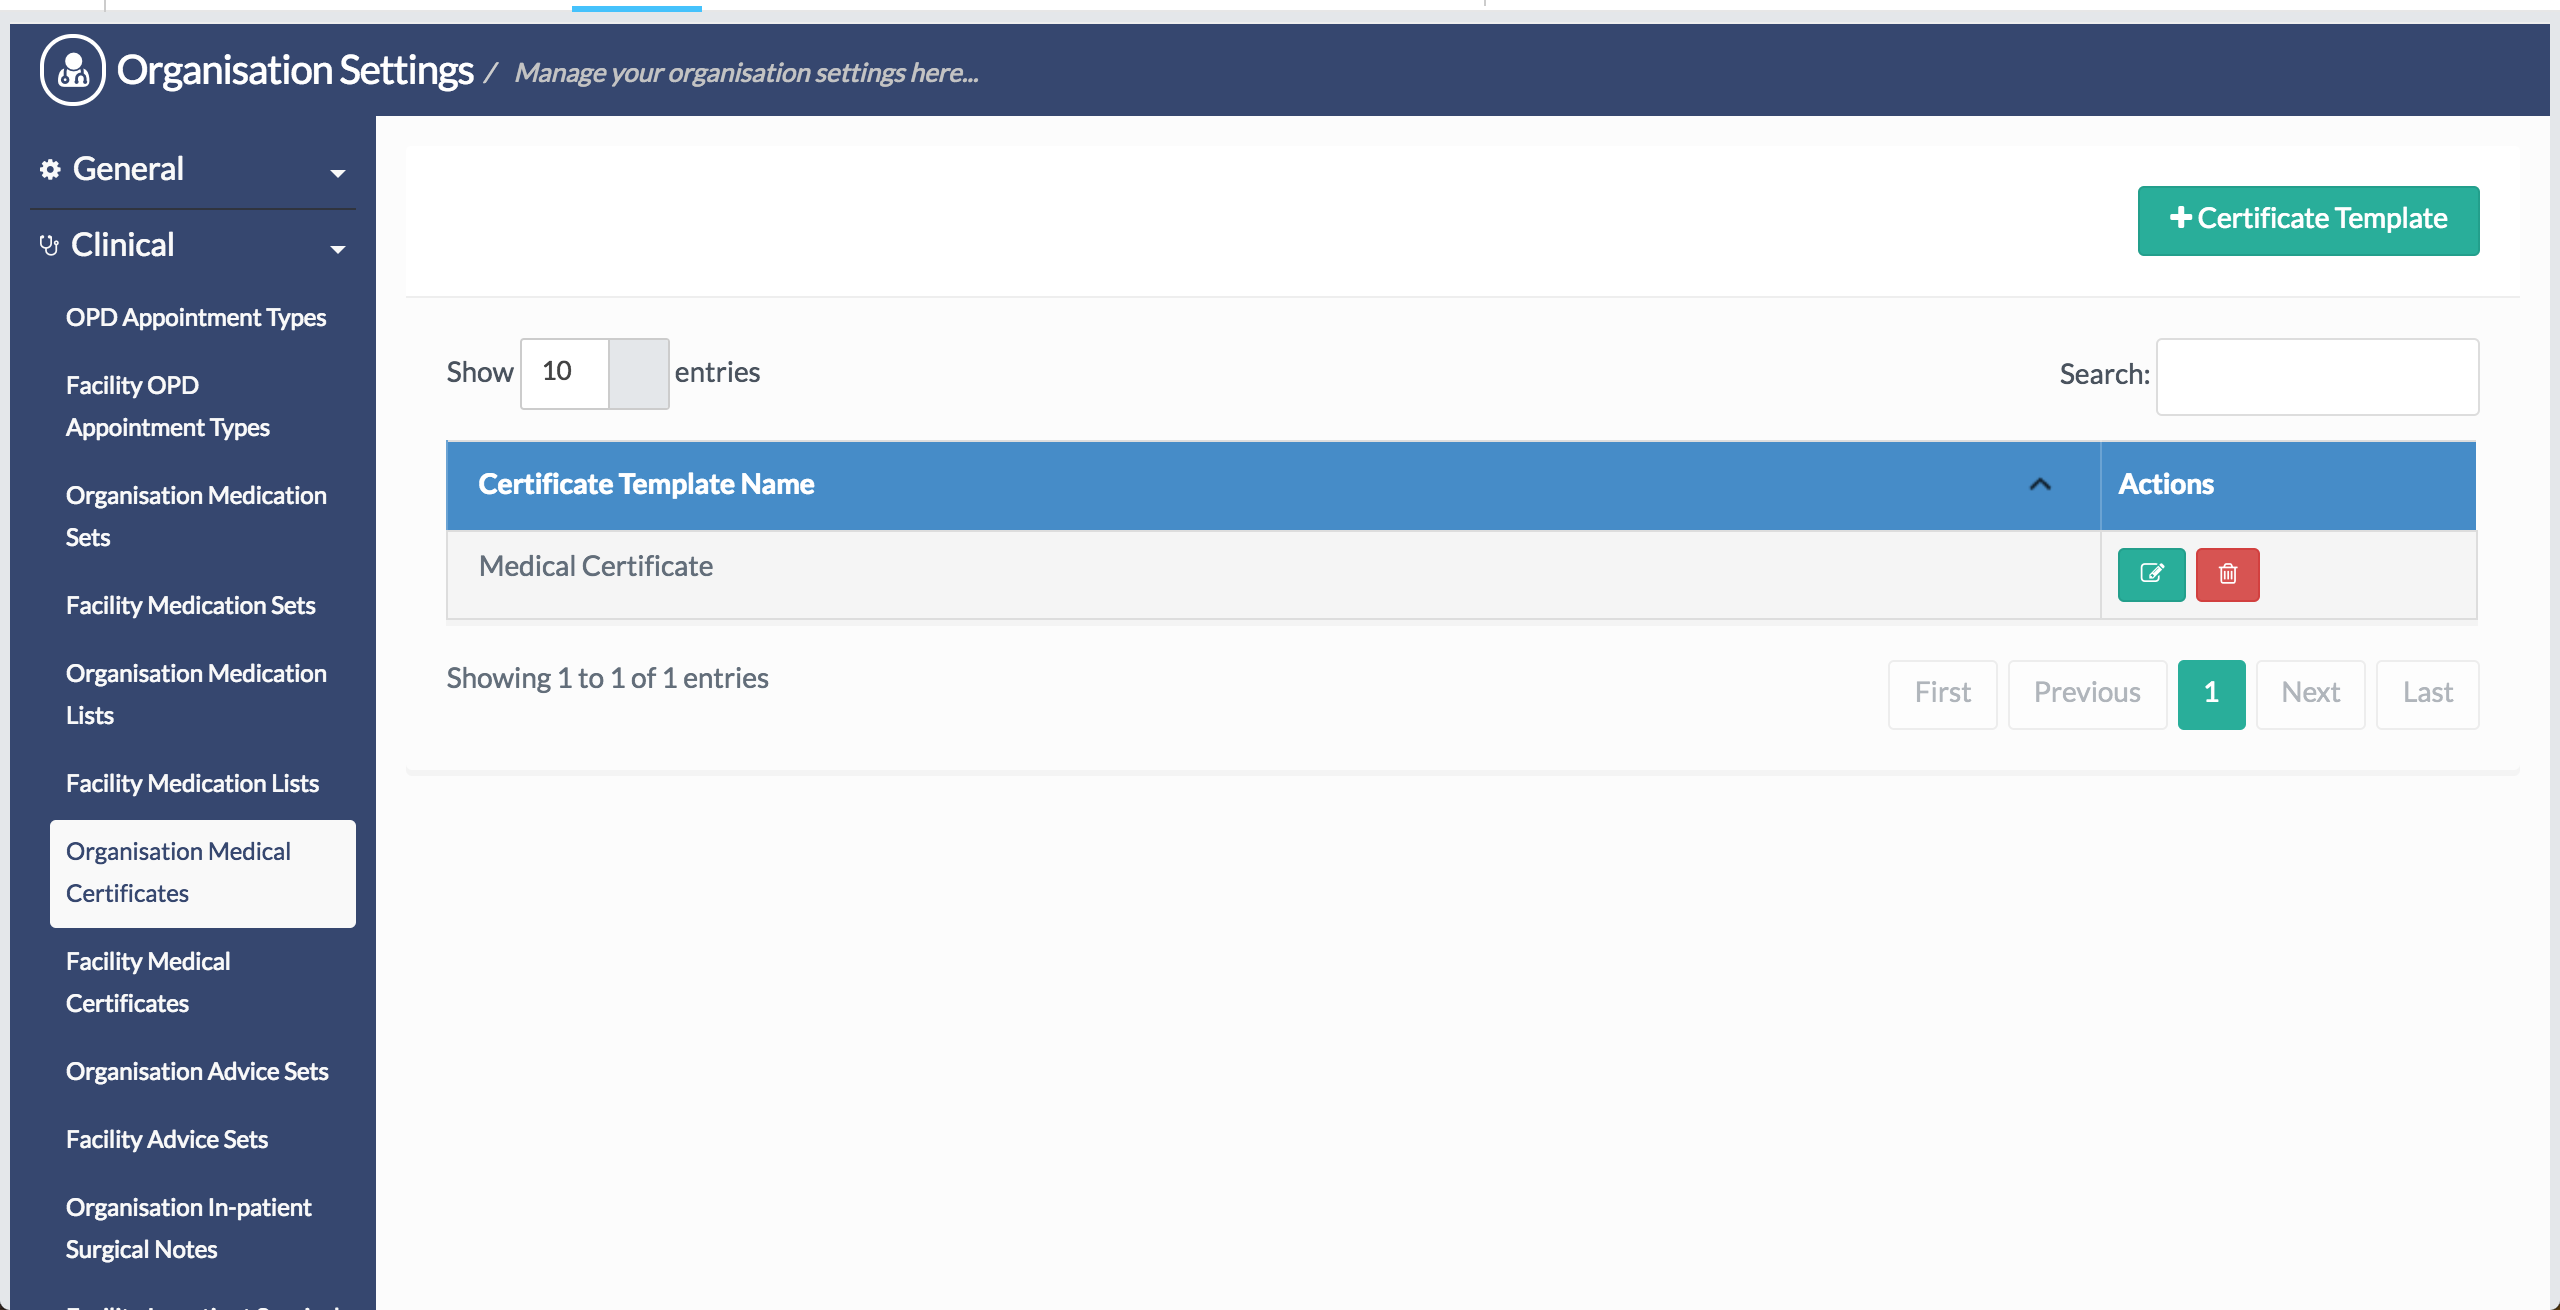 Organisation Settings / Manage your organisation settings here...
General
Clinical
OPD Appointment Types
Facility OPD
Appointment Types
Organisation Medication
Sets
Facility Medication Sets
Organisation Medication
Lists
Facility Medication Lists
Organisation Medical
Certificates
Facility Medical
Certificates
Organisation Advice Sets
Facility Advice Sets
Organisation In-patient
Surgical Notes
Certificate Template
Show 10 entries
Search:
Certificate Template Name
Actions
Medical Certificate
Showing 1 to 1 of 1 entries
First Previous 1 Next Last